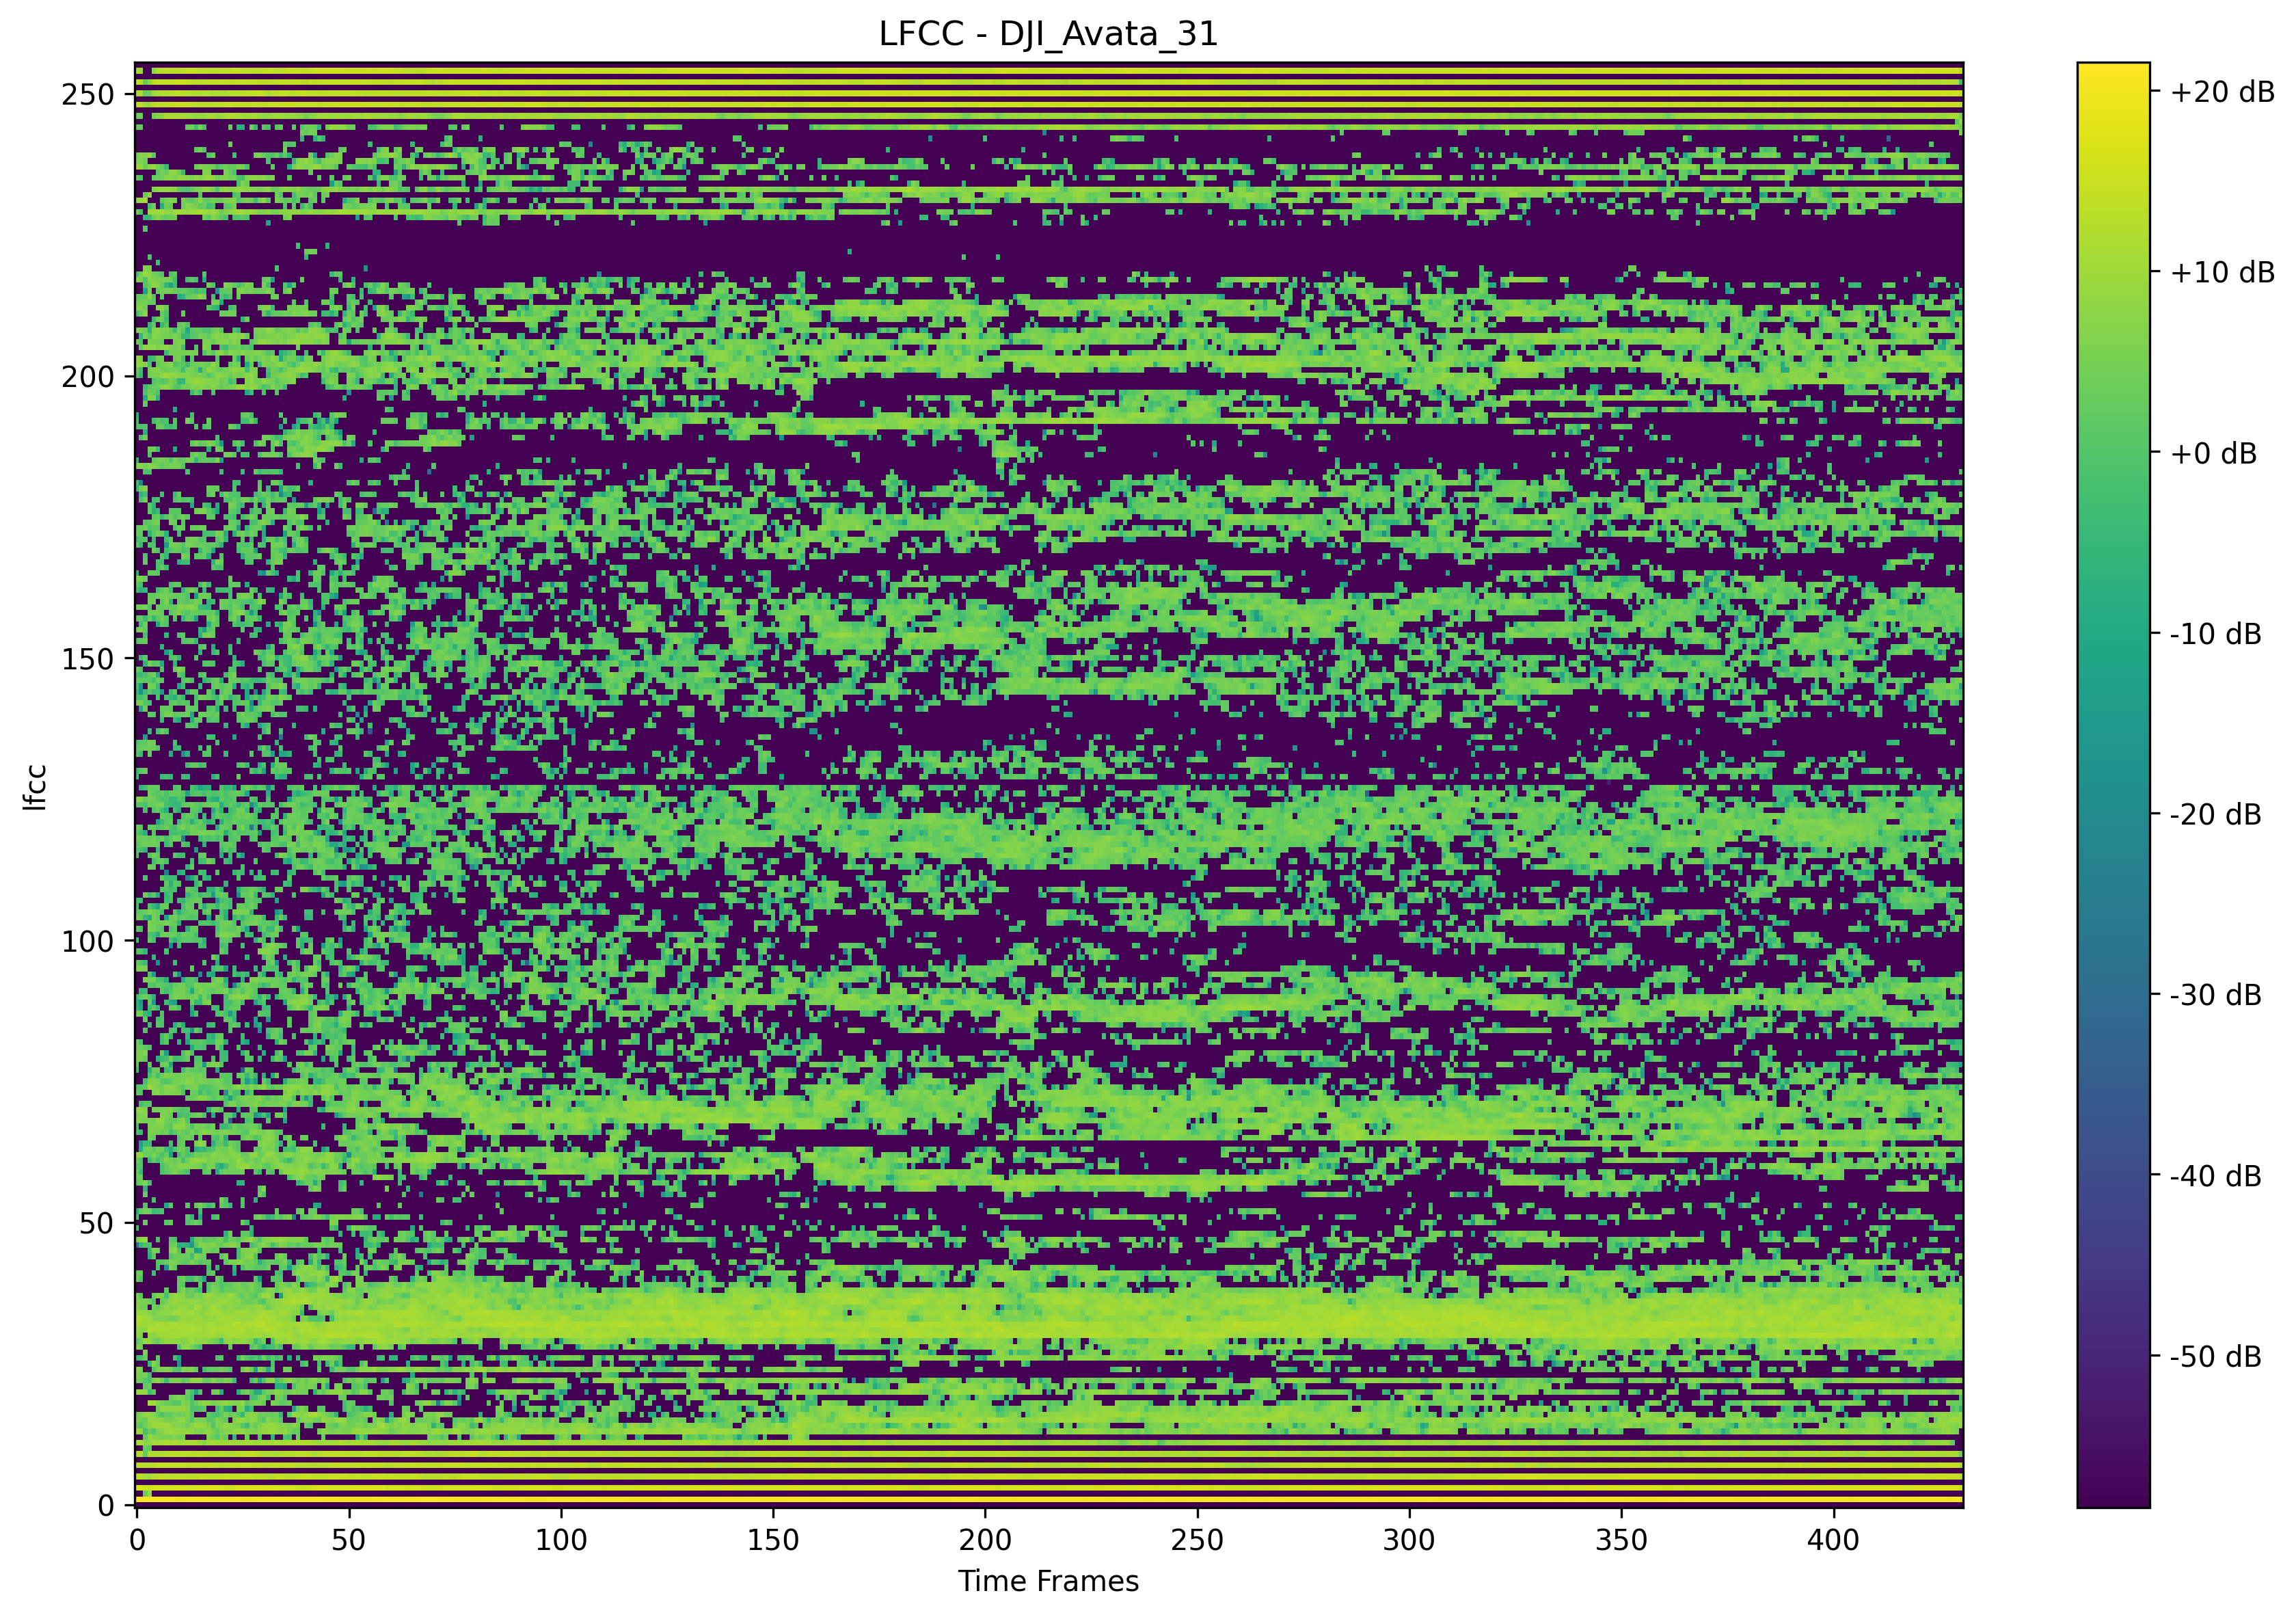 LFCC - DJI_Avata_31
lfcc
250
200
150
100
50
0
0 50 100 150 200 250 300 350 400
Time Frames
+20 dB
+10 dB
+0 dB
-10 dB
-20 dB
-30 dB
-40 dB
-50 dB